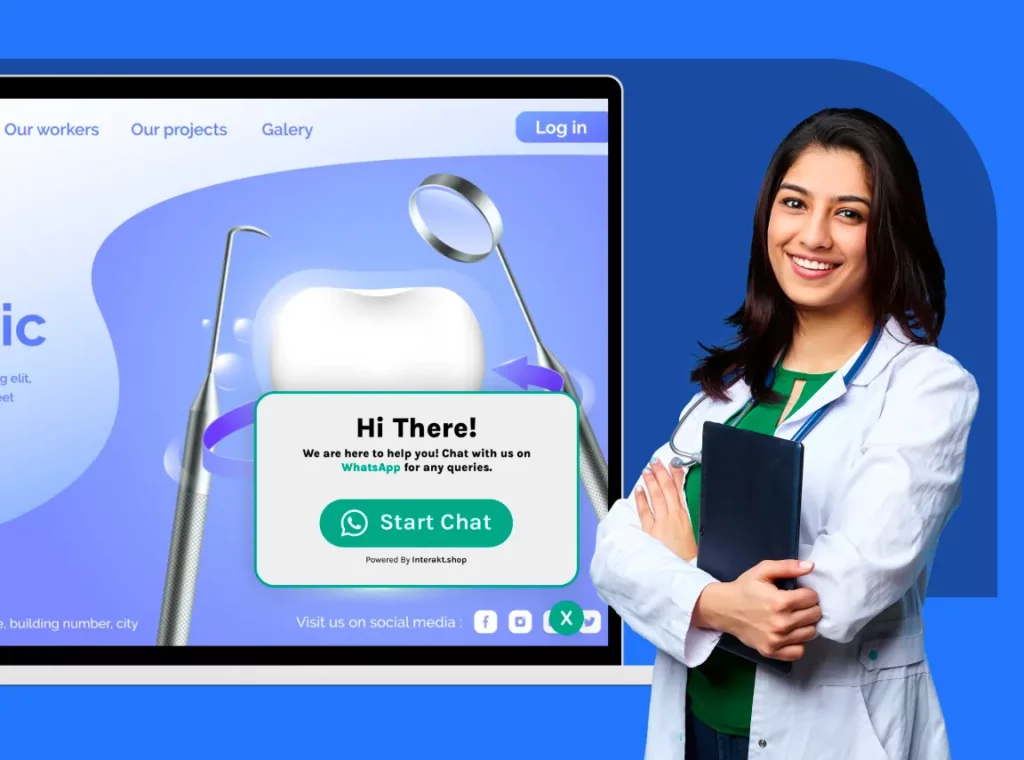 Our workers
Our projects
Galery
Log in
ic
g elit,
eet
Hi There!
We are here to help you! Chat with us on
WhatsApp for any queries.
Start Chat
Powered By Interakt.shop
e, building number, city
Visit us on social media :
X